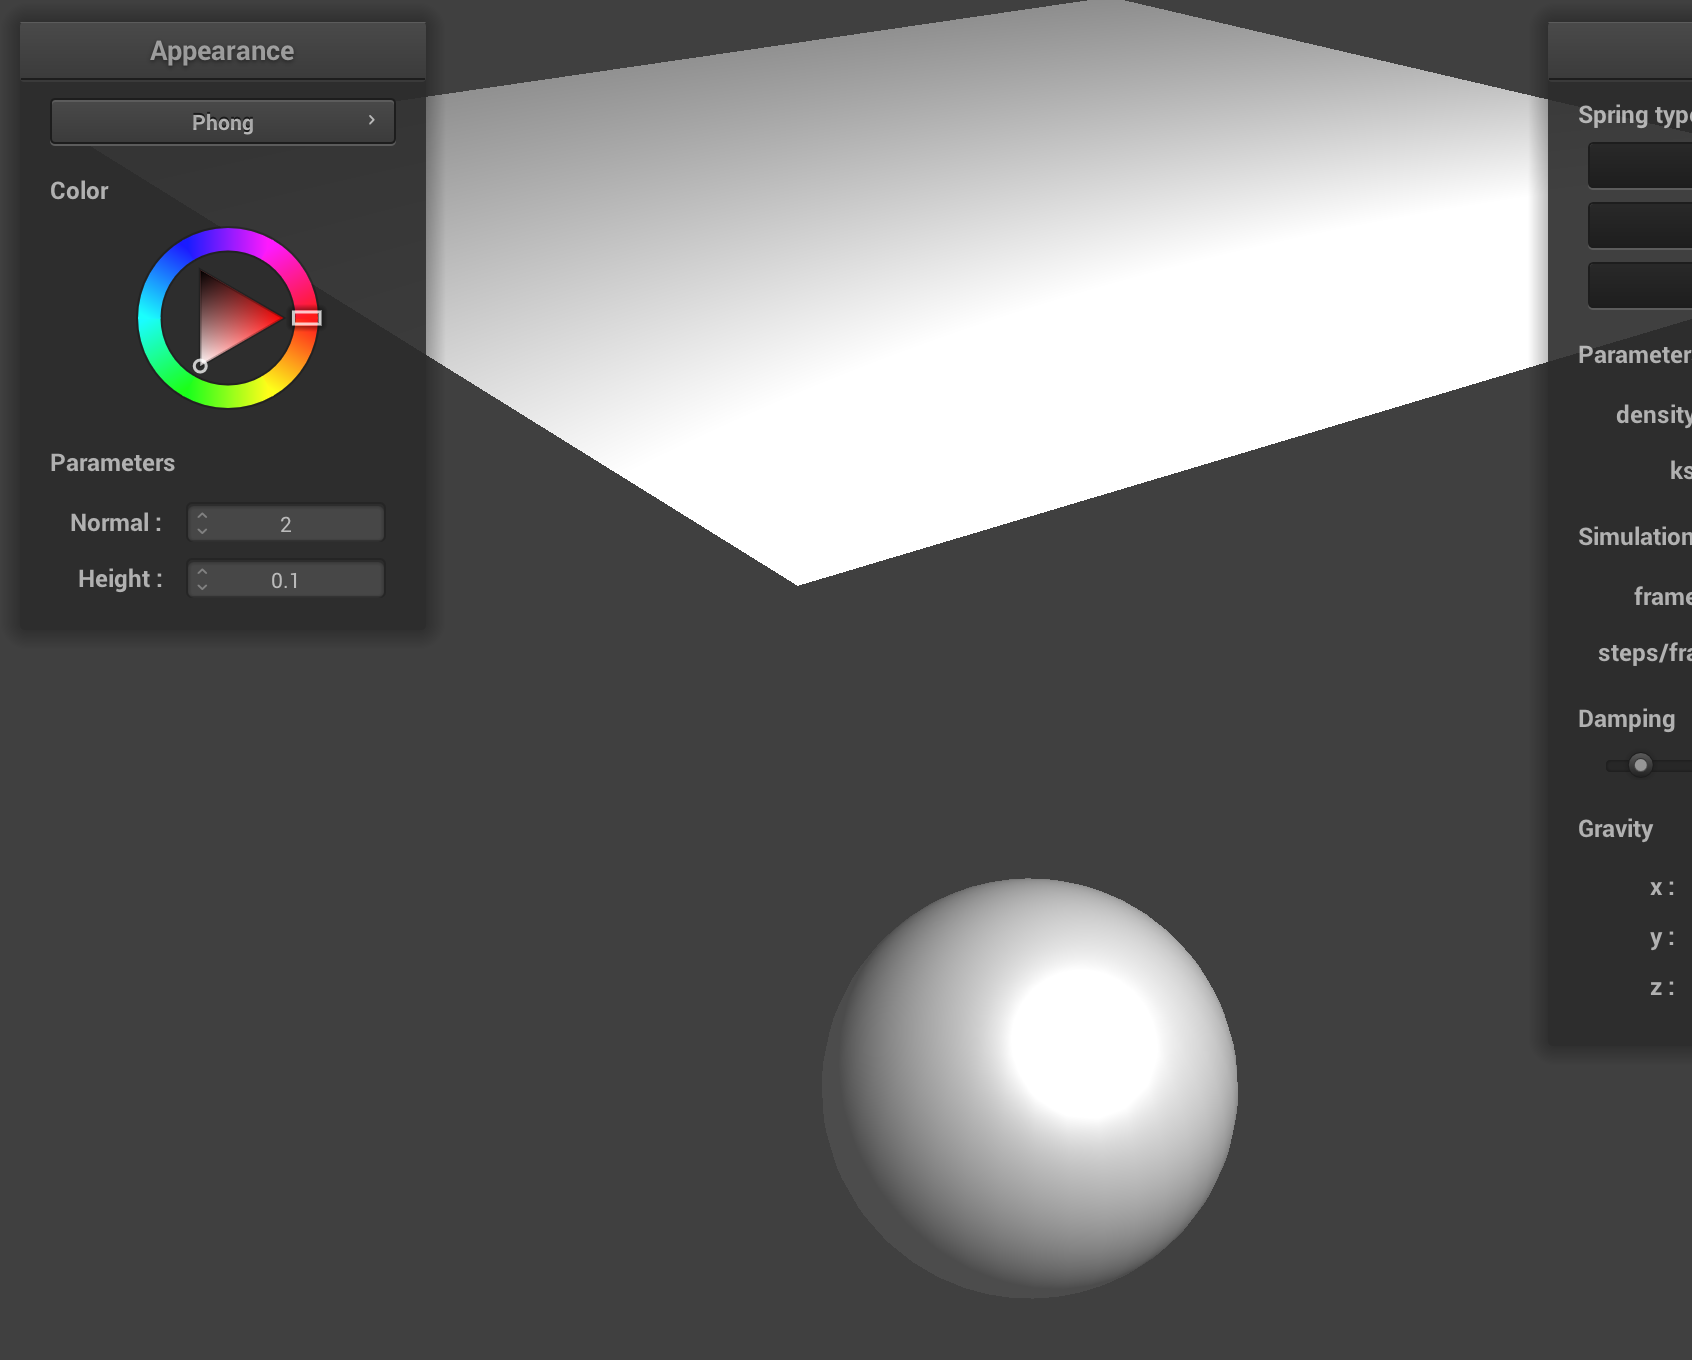 Appearance
Phong
Color
Parameters
Normal :
2
Height :
0.1
Spring type
Parameter
density
ks
Simulation
frame
steps/fra
Damping
Gravity
x :
y :
z :